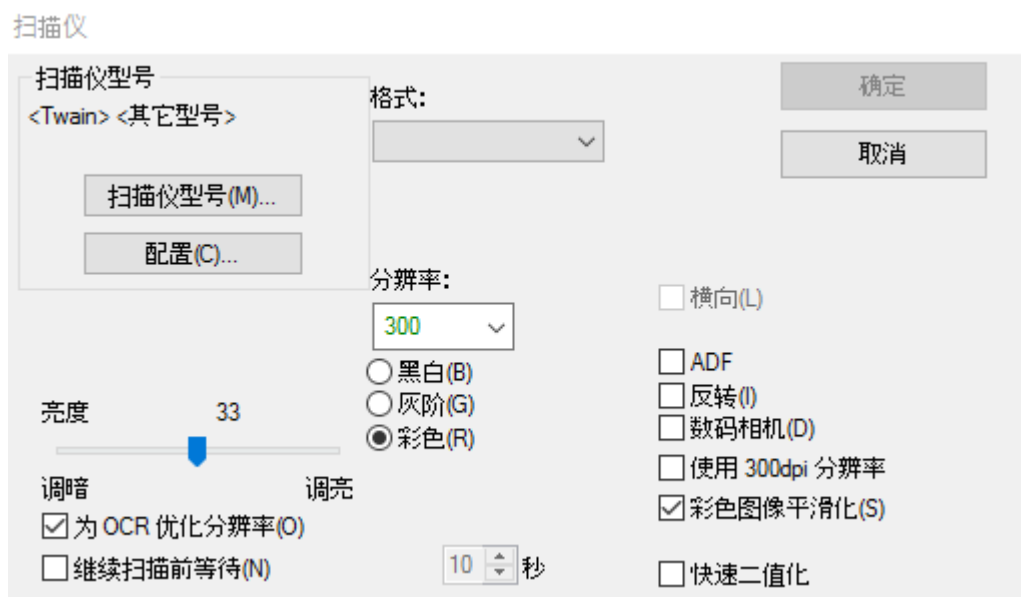 扫描仪
扫描仪型号
<Twain> <其它型号>
扫描仪型号(M)...
配置(C)...
格式:
确定
取消
分辨率:
300
黑白(B)
灰阶(G)
彩色(R)
横向(L)
ADF
反转(I)
数码相机(D)
使用 300dpi 分辨率
彩色图像平滑化(S)
快速二值化
亮度 33
调暗 调亮
为 OCR 优化分辨率(O)
继续扫描前等待(N) 10 秒